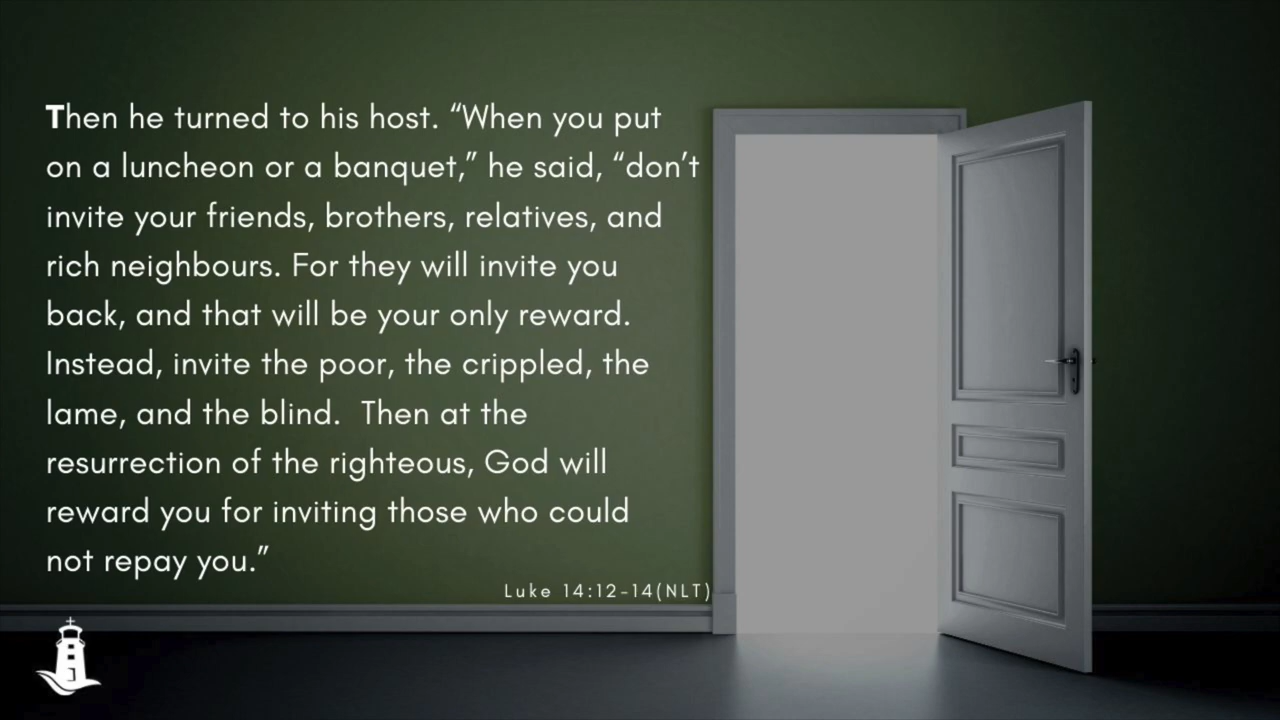 Then he turned to his host. “When you put
on a luncheon or a banquet,” he said, “don’t
invite your friends, brothers, relatives, and
rich neighbours. For they will invite you
back, and that will be your only reward.
Instead, invite the poor, the crippled, the
lame, and the blind.  Then at the
resurrection of the righteous, God will
reward you for inviting those who could
not repay you.”
Luke 14:12-14(NLT)